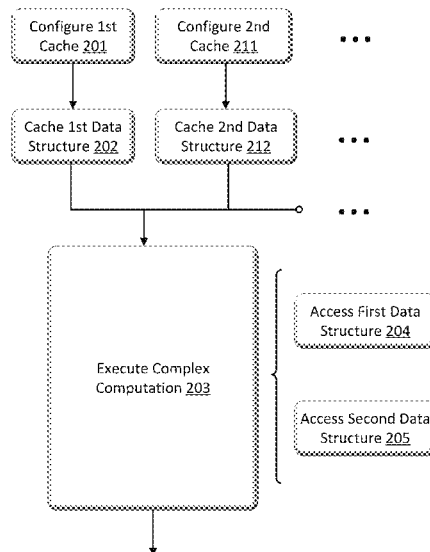 Configure 1st
Cache 201
Configure 2nd
Cache 211
Cache 1st Data
Structure 202
Cache 2nd Data
Structure 212
Execute Complex
Computation 203
Access First Data
Structure 204
Access Second Data
Structure 205